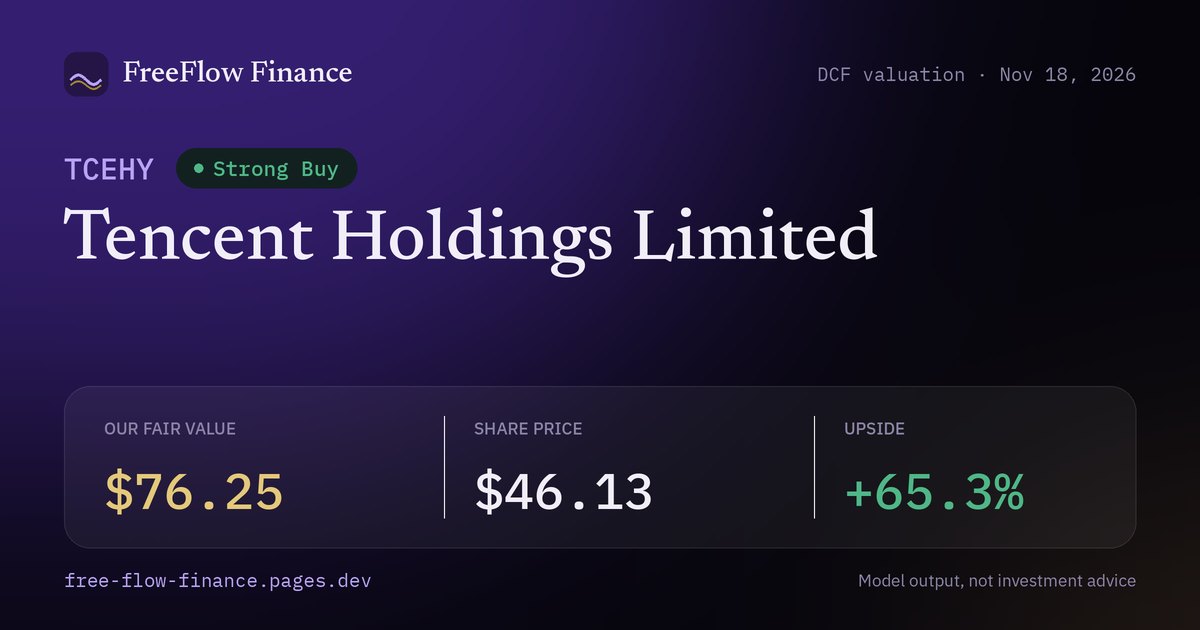 FreeFlow Finance
DCF valuation · Nov 18, 2026
TCEHY
Strong Buy
Tencent Holdings Limited
OUR FAIR VALUE
$76.25
SHARE PRICE
$46.13
UPSIDE
+65.3%
free-flow-finance.pages.dev
Model output, not investment advice